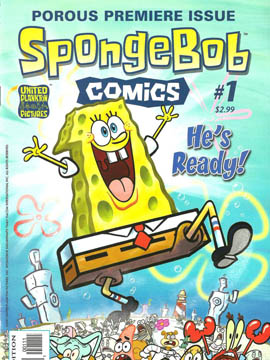 POROUS PREMIERE ISSUE
SpongeBob
COMICS
#1
$2.99
UNITED
PLANKTON
PICTURES
He's
Ready!